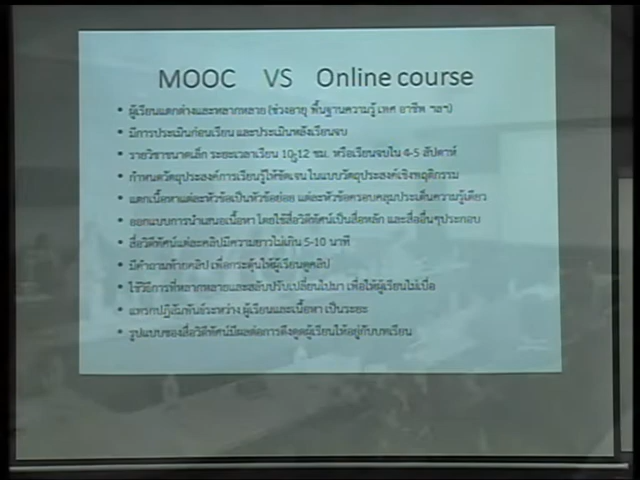 MOOC VS Online course
• ผู้เรียนแตกต่างและหลากหลาย (ช่วงอายุ พื้นฐานความรู้ เพศ อาชีพ ฯลฯ)
• มีการประเมินก่อนเรียน และประเมินหลังเรียนจบ
• รายวิชาขนาดเล็ก ระยะเวลาเรียน 10-12 ชม. หรือเรียนจบใน 4-5 สัปดาห์
• กำหนดวัตถุประสงค์การเรียนรู้ให้ชัดเจน ในแบบวัตถุประสงค์เชิงพฤติกรรม
• แตกเนื้อหาแต่ละหัวข้อเป็นหัวข้อย่อย แต่ละหัวข้อครอบคลุมประเด็นความรู้เดียว
• ออกแบบการนำเสนอเนื้อหา โดยใช้สื่อวิดีทัศน์เป็นสื่อหลัก และสื่ออื่นๆประกอบ
• สื่อวิดีทัศน์แต่ละคลิปมีความยาวไม่เกิน 5-10 นาที
• มีคำถามท้ายคลิป เพื่อกระตุ้นให้ผู้เรียนดูคลิป
• ใช้วิธีการที่หลากหลายและสลับปรับเปลี่ยนไปมา เพื่อให้ผู้เรียนไม่เบื่อ
• แทรกปฏิสัมพันธ์ระหว่าง ผู้เรียนและเนื้อหา เป็นระยะ
• รูปแบบของสื่อวิดีทัศน์มีผลต่อการดึงดูดผู้เรียนให้อยู่กับบทเรียน